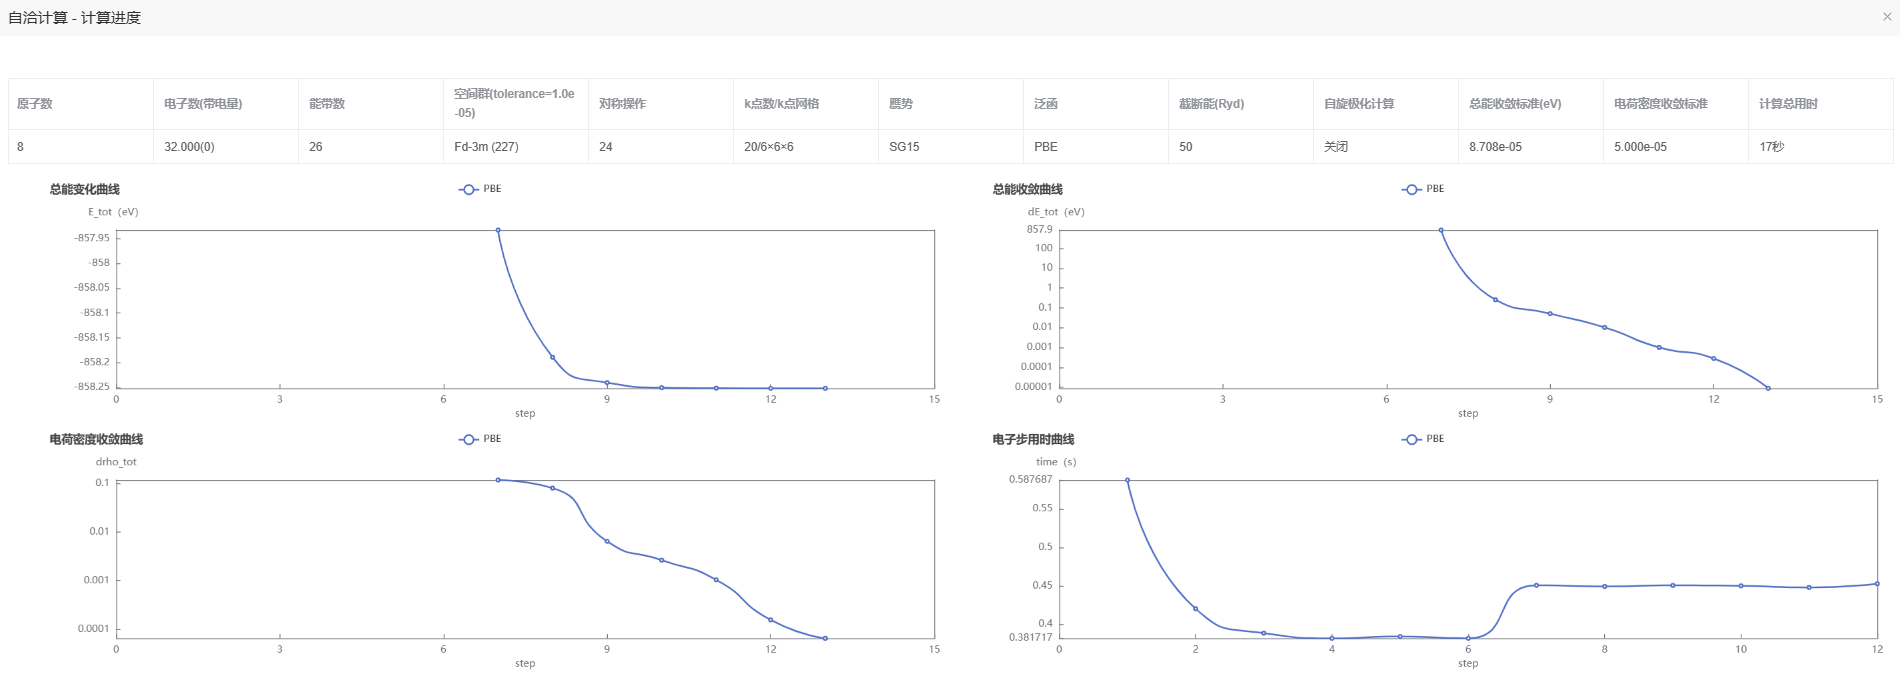 自洽计算 - 计算进度
原子数 电子数(带电量) 能带数 空间群(tolerance=1.0e-05) 对称操作 k点数/k点网格 赝势 泛函 截断能(Ryd) 自旋极化计算 总能收敛标准(eV) 电荷密度收敛标准 计算总用时
8 32.000(0) 26 Fd-3m (227) 24 20/6×6×6 SG15 PBE 50 关闭 8.708e-05 5.000e-05 17秒
总能变化曲线
PBE
E_tot (eV)
-857.95
-858
-858.05
-858.1
-858.15
-858.2
-858.25
0 3 6 9 12 15
step
总能收敛曲线
PBE
dE_tot (eV)
857.9
100
10
1
0.1
0.01
0.001
0.0001
0.00001
0 3 6 9 12 15
step
电荷密度收敛曲线
PBE
drho_tot
0.1
0.01
0.001
0.0001
0 3 6 9 12 15
step
电子步用时曲线
PBE
time (s)
0.587687
0.55
0.5
0.45
0.4
0.381717
0 2 4 6 8 10 12
step